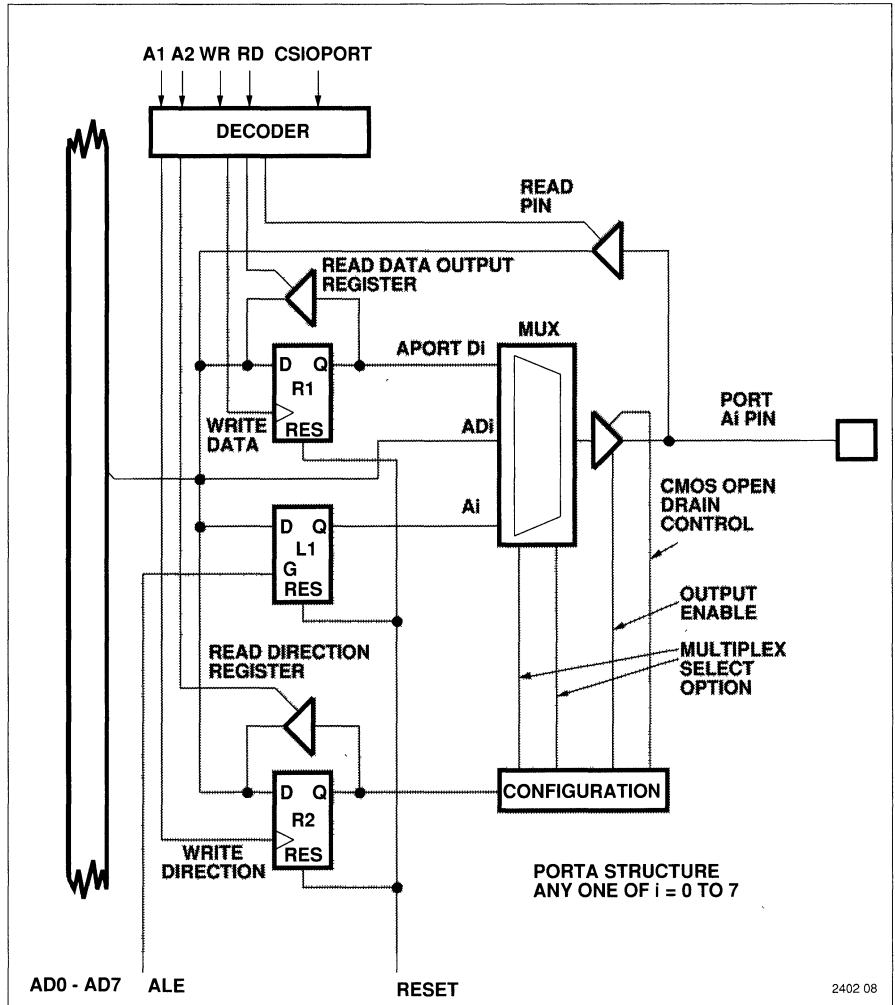 A1 A2 WR RD CSIOPORT
DECODER
READ
PIN
READ DATA OUTPUT
REGISTER
MUX
APORT Di
D Q
R1
RES
WRITE
DATA
ADi
PORT
Ai PIN
CMOS OPEN
DRAIN
CONTROL
Ai
D Q
L1
G
RES
OUTPUT
ENABLE
READ DIRECTION
REGISTER
MULTIPLEX
SELECT
OPTION
D Q
R2
RES
CONFIGURATION
WRITE
DIRECTION
PORTA STRUCTURE
ANY ONE OF i = 0 TO 7
AD0 - AD7 ALE RESET
2402 08